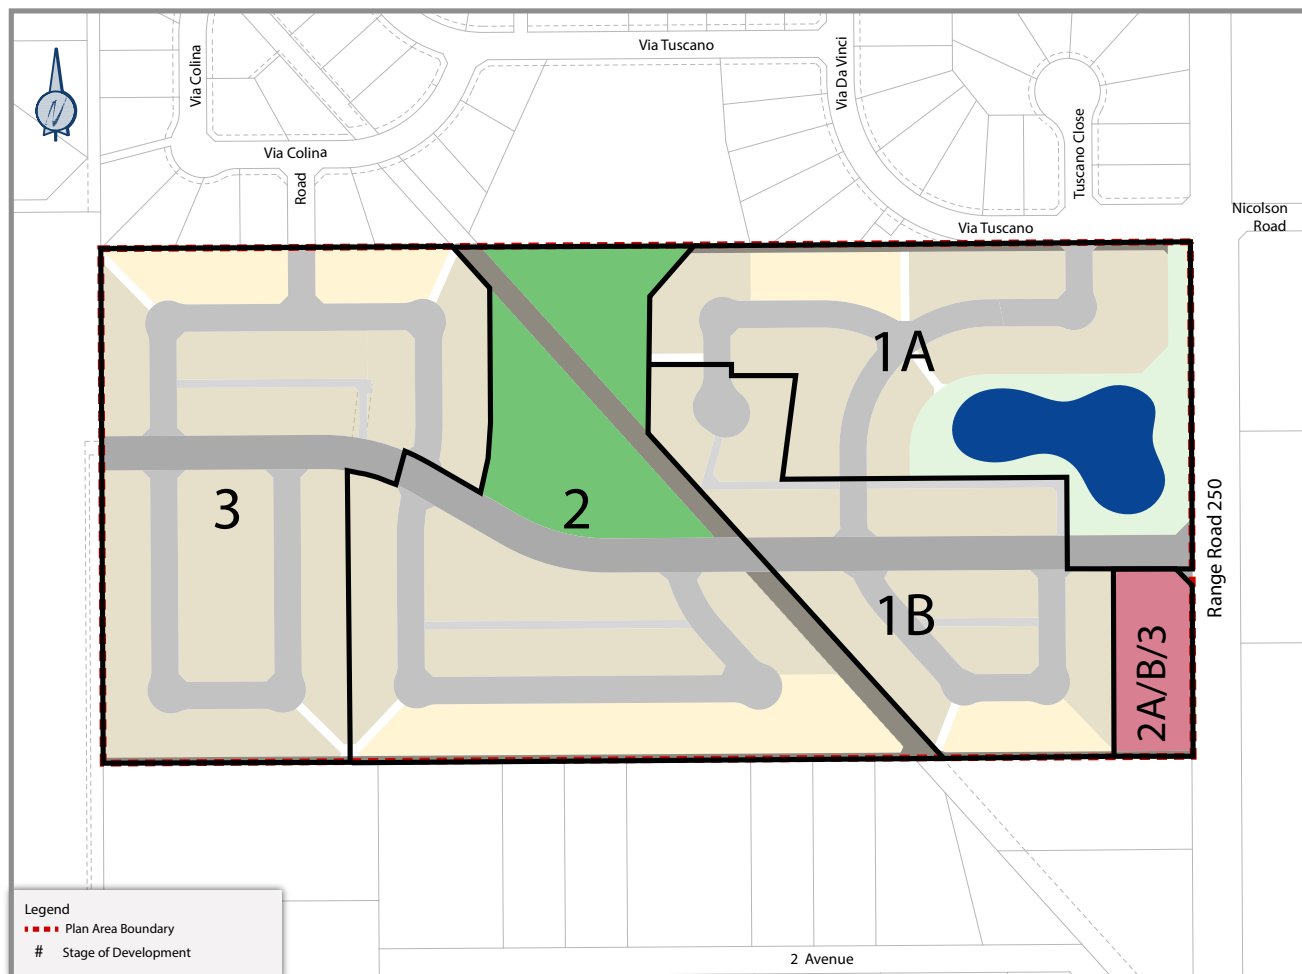 Via Tuscano
Via Colina
Via Da Vinci
Via Colina
Road
Tuscano Close
Nicolson
Road
Via Tuscano
N
1A
3
2
Range Road 250
1B
2A/B/3
Legend
Plan Area Boundary
# Stage of Development
2 Avenue